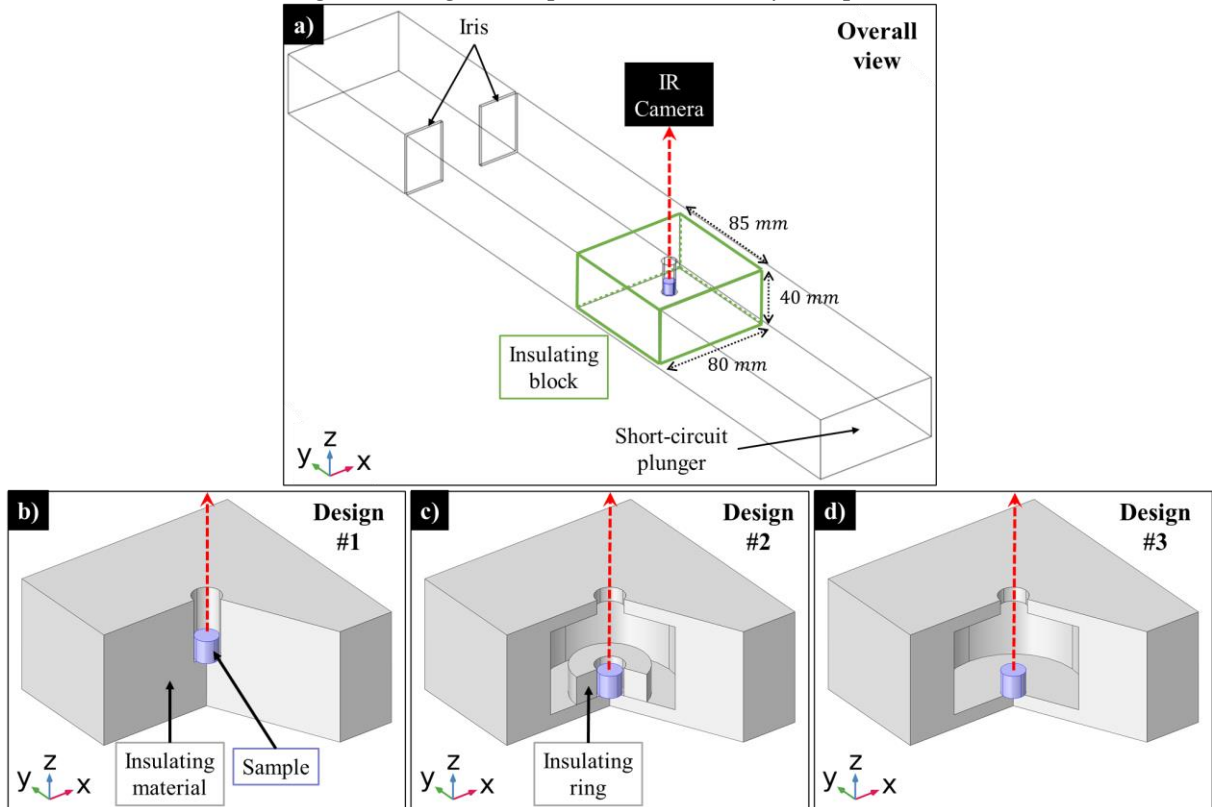 a)
Iris
Overall
view
IR
Camera
85 mm
40 mm
80 mm
Insulating
block
Short-circuit
plunger
z
y
x
b)
Design
#1
Insulating
material
Sample
z
y
x
c)
Design
#2
Insulating
ring
z
y
x
d)
Design
#3
z
y
x